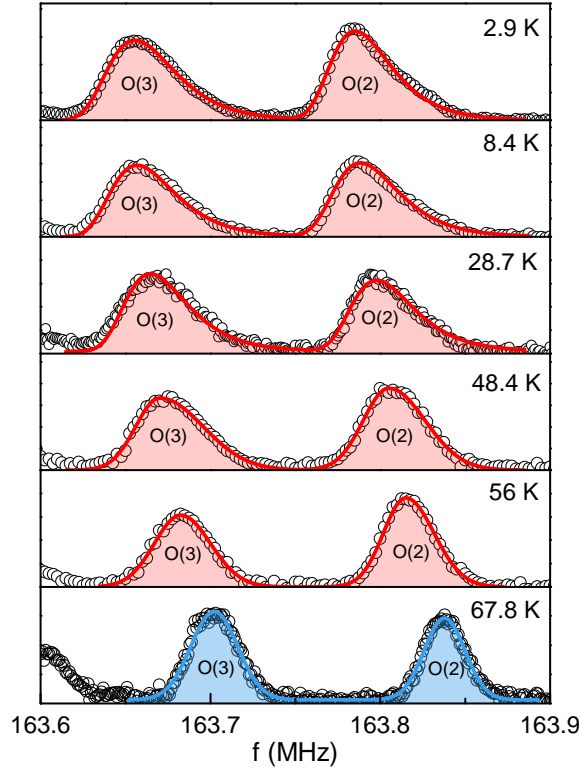 2.9 K
O(3) O(2)
8.4 K
O(3) O(2)
28.7 K
O(3) O(2)
48.4 K
O(3) O(2)
56 K
O(3) O(2)
67.8 K
O(3) O(2)
163.6 163.7 163.8 163.9
f (MHz)